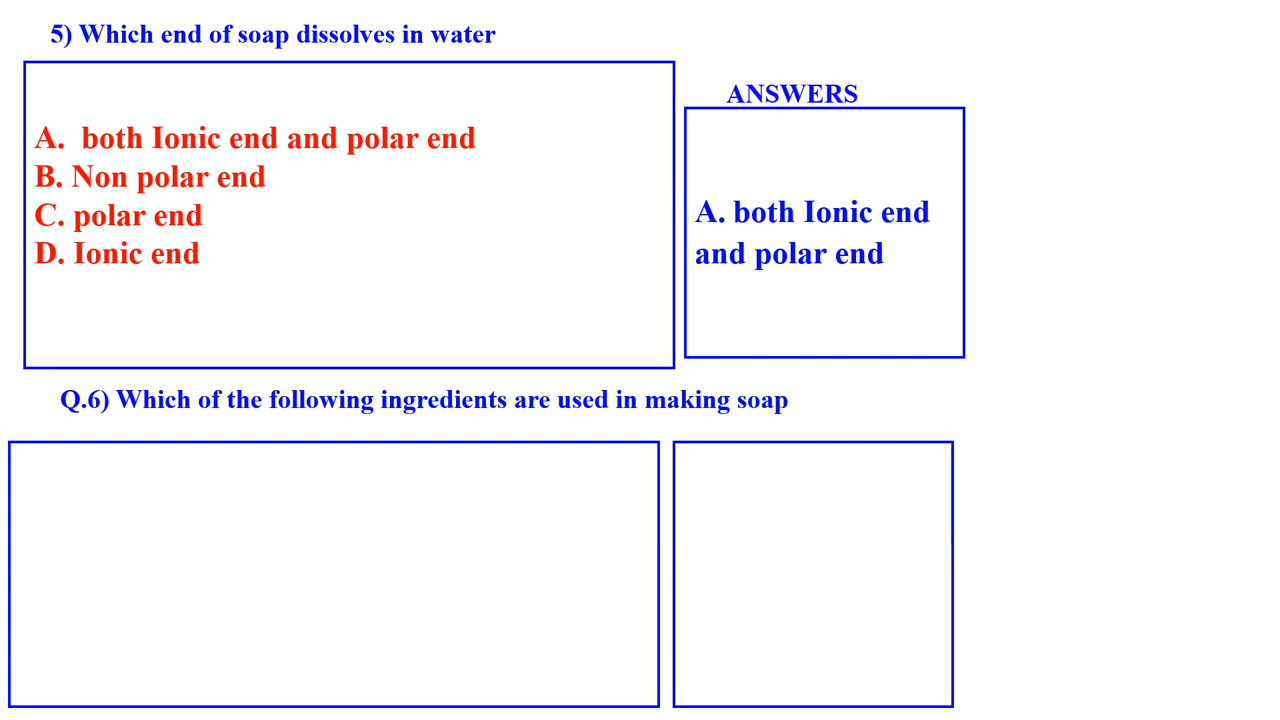 5) Which end of soap dissolves in water
ANSWERS
A. both Ionic end and polar end
B. Non polar end
C. polar end
D. Ionic end
A. both Ionic end
and polar end
Q.6) Which of the following ingredients are used in making soap